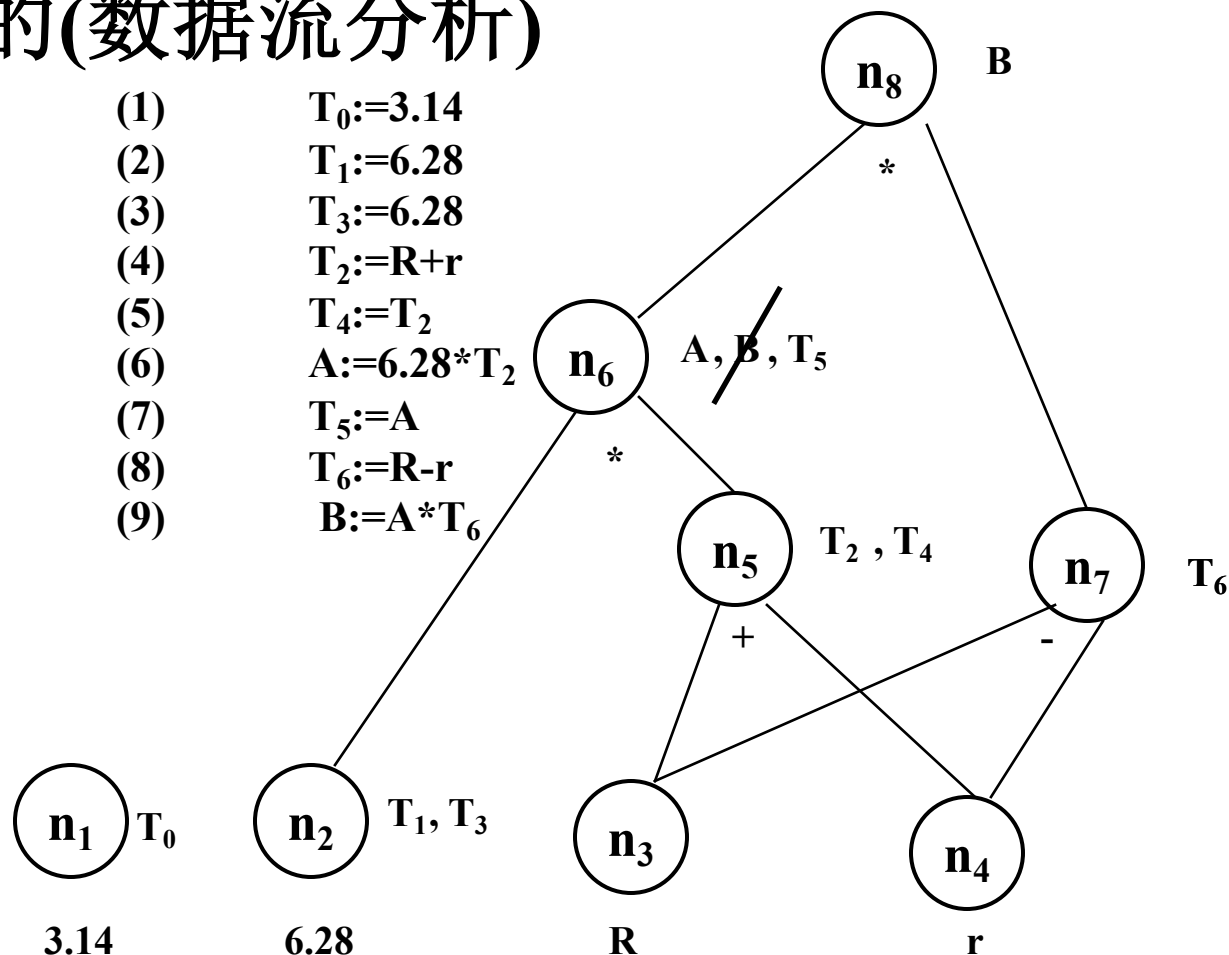 的(数据流分析)
(1) T₀:=3.14
(2) T₁:=6.28
(3) T₃:=6.28
(4) T₂:=R+r
(5) T₄:=T₂
(6) A:=6.28*T₂
(7) T₅:=A
(8) T₆:=R-r
(9) B:=A*T₆
n₈ B
*
n₆ A, B, T₅
*
n₅ T₂ , T₄
+
n₇ T₆
-
n₁ T₀
n₂ T₁, T₃
n₃
n₄
3.14 6.28 R r